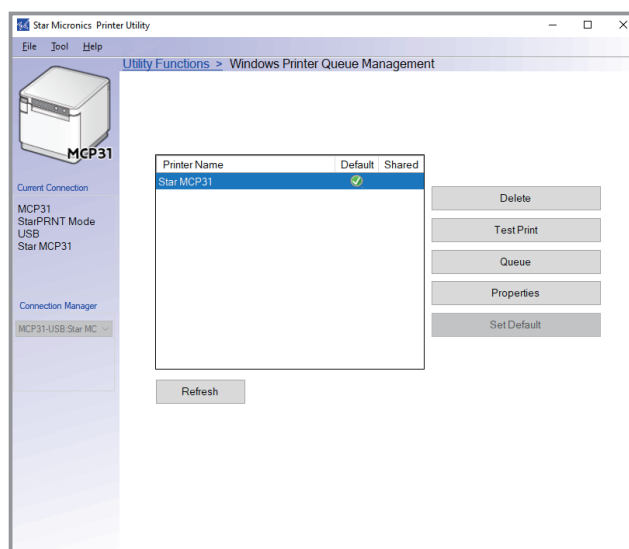 Star Micronics Printer Utility
File Tool Help
Utility Functions > Windows Printer Queue Management
MCP31
Current Connection
MCP31
StarPRNT Mode
USB
Star MCP31
Connection Manager
MCP31-USB:Star MC
Printer Name Default Shared
Star MCP31
Delete
Test Print
Queue
Properties
Set Default
Refresh